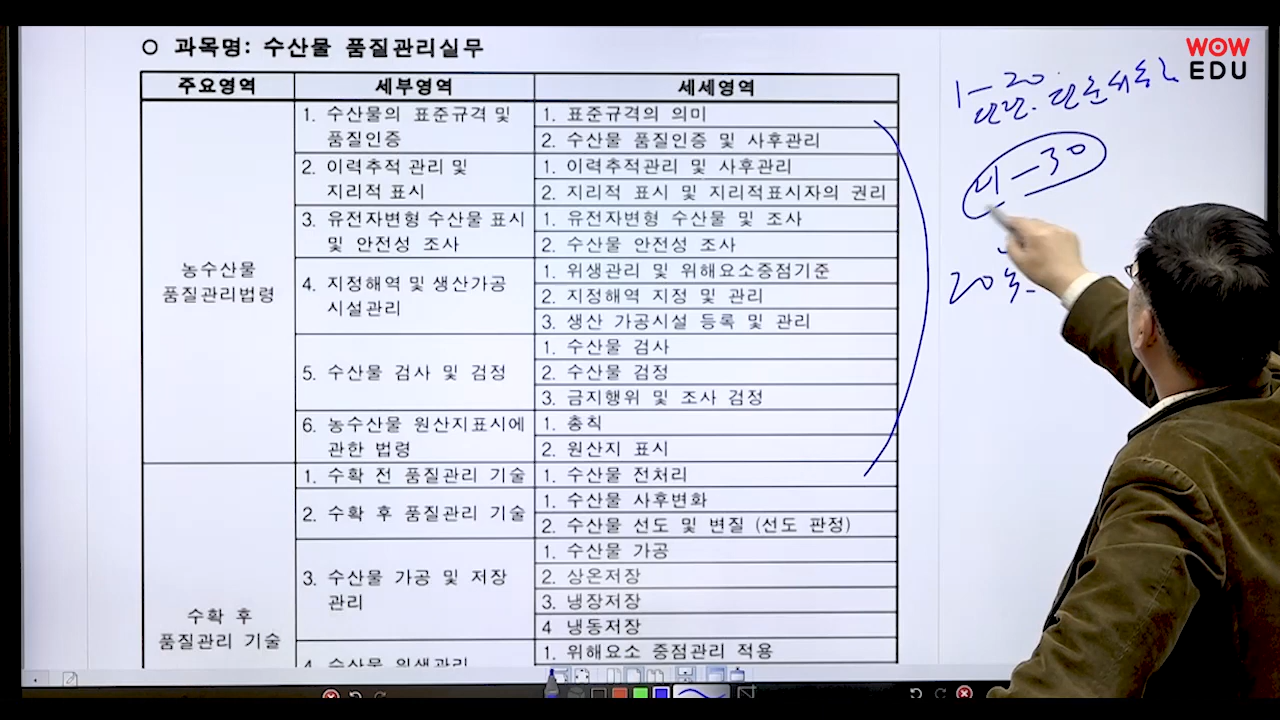 ○ 과목명: 수산물 품질관리실무
WOW
EDU
주요영역 세부영역 세세영역
농수산물
품질관리법령
1. 수산물의 표준규격 및
품질인증
1. 표준규격의 의미
2. 수산물 품질인증 및 사후관리
2. 이력추적 관리 및
지리적 표시
1. 이력추적관리 및 사후관리
2. 지리적 표시 및 지리적표시자의 권리
3. 유전자변형 수산물 표시
및 안전성 조사
1. 유전자변형 수산물 및 조사
2. 수산물 안전성 조사
4. 지정해역 및 생산가공
시설관리
1. 위생관리 및 위해요소중점기준
2. 지정해역 지정 및 관리
3. 생산 가공시설 등록 및 관리
5. 수산물 검사 및 검정
1. 수산물 검사
2. 수산물 검정
3. 금지행위 및 조사 검정
6. 농수산물 원산지표시에
관한 법령
1. 총칙
2. 원산지 표시
수확 후
품질관리 기술
1. 수확 전 품질관리 기술
1. 수산물 전처리
2. 수확 후 품질관리 기술
1. 수산물 사후변화
2. 수산물 선도 및 변질 (선도 판정)
3. 수산물 가공 및 저장
관리
1. 수산물 가공
2. 상온저장
3. 냉장저장
4 냉동저장
4. 수산물 위생관리
1. 위해요소 중점관리 적용
1-20.
단답.
21-30
20